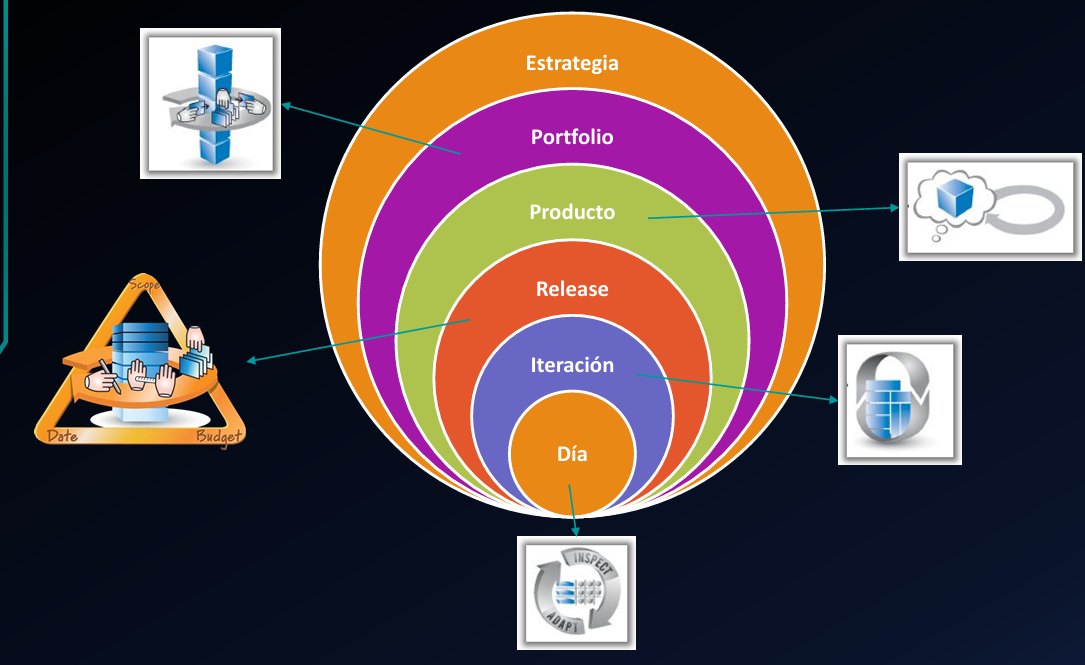 Estrategia
Portfolio
Producto
Release
Iteración
Día
Scope
Date
Budget
INSPECT
ADAPT